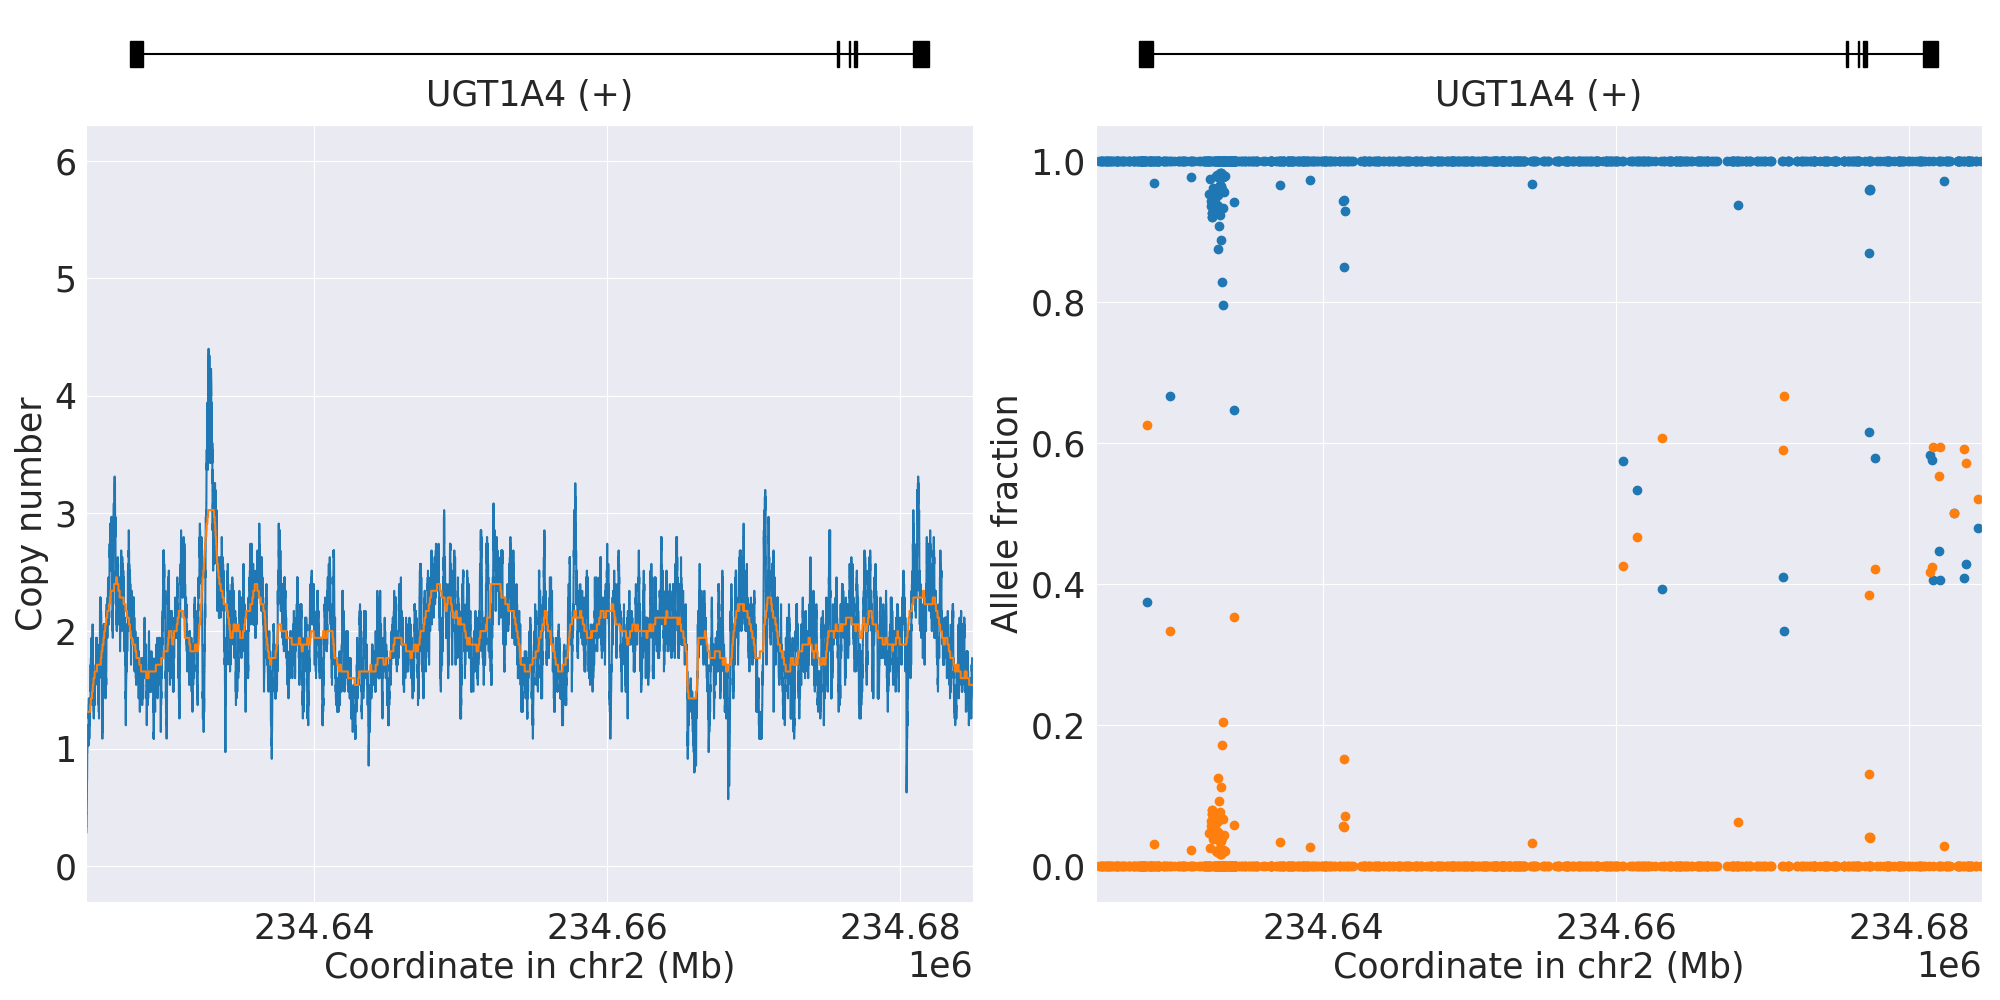 UGT1A4 (+)
6
5
4
3
2
1
0
Copy number
234.64 234.66 234.68
1e6
Coordinate in chr2 (Mb)
UGT1A4 (+)
1.0
0.8
0.6
0.4
0.2
0.0
Allele fraction
234.64 234.66 234.68
1e6
Coordinate in chr2 (Mb)